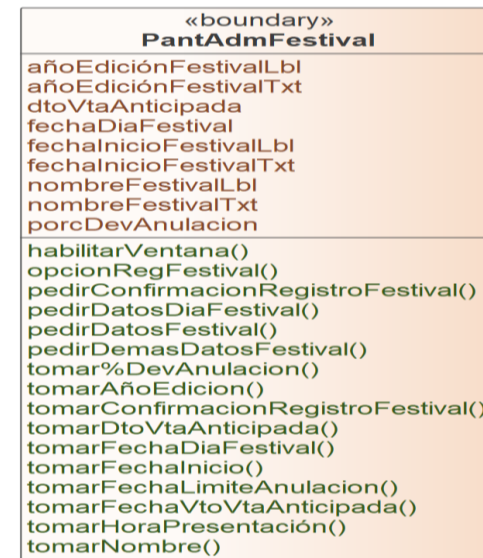 «boundary»
PantAdmFestival
añoEdiciónFestivalLbl
añoEdiciónFestivalTxt
dtoVtaAnticipada
fechaDiaFestival
fechaInicioFestivalLbl
fechaInicioFestivalTxt
nombreFestivalLbl
nombreFestivalTxt
porcDevAnulacion
habilitarVentana()
opcionRegFestival()
pedirConfirmacionRegistroFestival()
pedirDatosDiaFestival()
pedirDatosFestival()
pedirDemasDatosFestival()
tomar%DevAnulacion()
tomarAñoEdicion()
tomarConfirmacionRegistroFestival()
tomarDtoVtaAnticipada()
tomarFechaDiaFestival()
tomarFechaInicio()
tomarFechaLimiteAnulacion()
tomarFechaVtoVtaAnticipada()
tomarHoraPresentación()
tomarNombre()